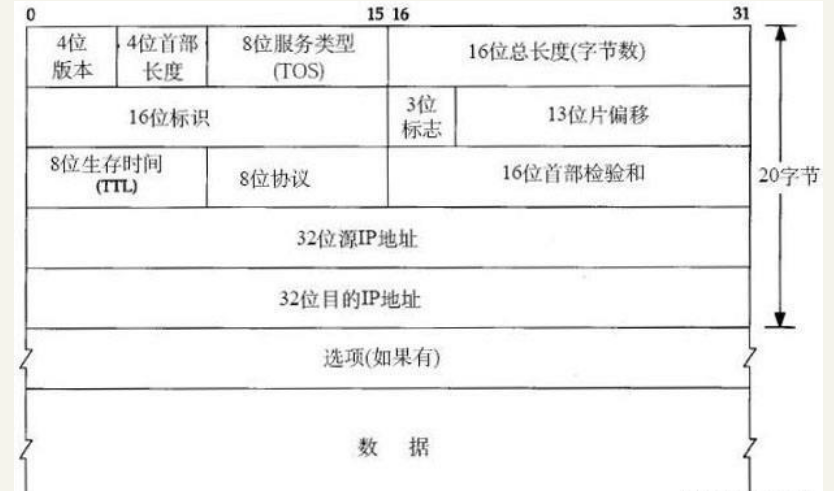 0 15 16 31
4位
版本
4位首部
长度
8位服务类型
(TOS)
16位总长度(字节数)
16位标识
3位
标志
13位片偏移
8位生存时间
(TTL)
8位协议
16位首部检验和
20字节
32位源IP地址
32位目的IP地址
选项(如果有)
数 据